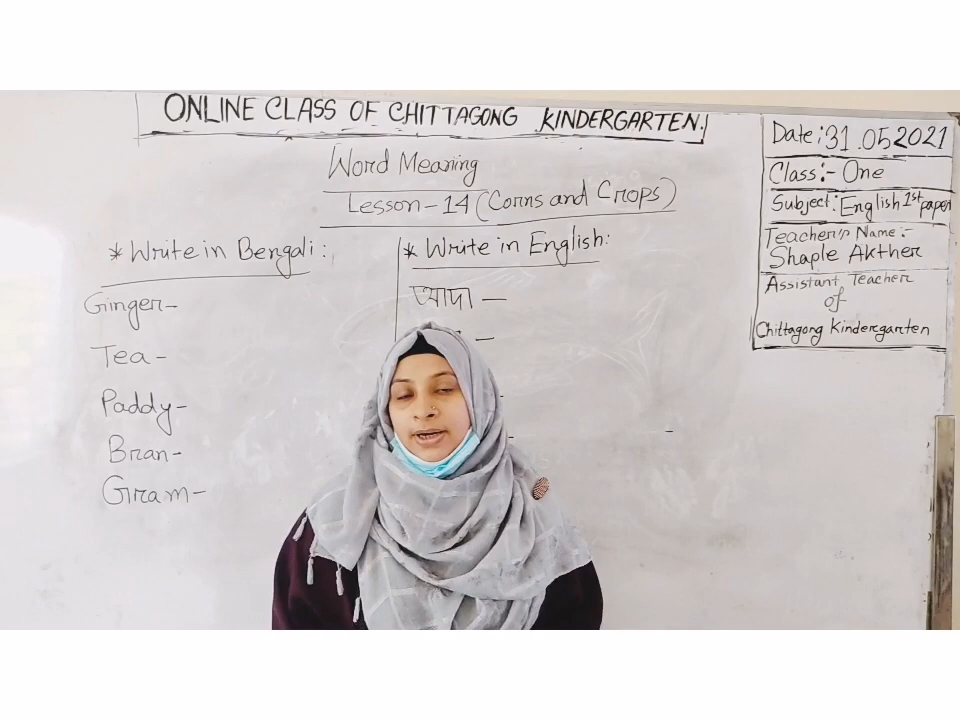 ONLINE CLASS OF CHITTAGONG KINDERGARTEN.
Word Meaning
Lesson-14 (Corns and Crops)
* Write in Bengali:
Ginger-
Tea-
Paddy-
Bran-
Gram-
* Write in English:
আদা —
Date: 31.05 2021
Class:- One
Subject: English 1st paper
Teacher's Name:-
Shaple Akther
Assistant Teacher
of
Chittagong Kindergarten